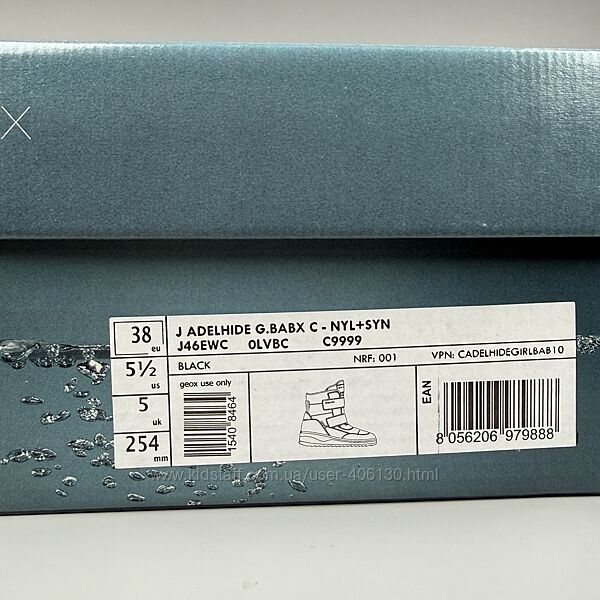 X
38 eu
J ADELHIDE G.BABX C - NYL+SYN
J46EWC 0LVBC C9999
5½ us
BLACK NRF: 001 VPN: CADELHIDEGIRLBAB10
geox use only
5 uk
254 mm
1540 8464
EAN
8 056206 979888
www.kidstaff.com.ua/user-406130.html